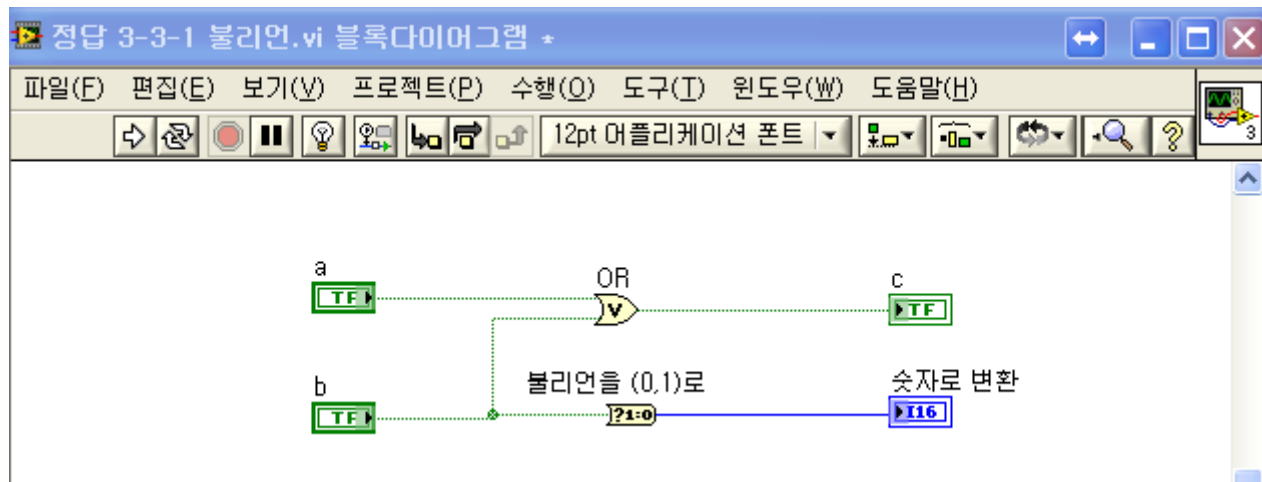 정답 3-3-1 불리언.vi 블록다이어그램 *
파일(F) 편집(E) 보기(V) 프로젝트(P) 수행(O) 도구(T) 윈도우(W) 도움말(H)
12pt 어플리케이션 폰트
3
a OR c
TF V TF
b 불리언을 (0,1)로 숫자로 변환
TF ?1:0 I16